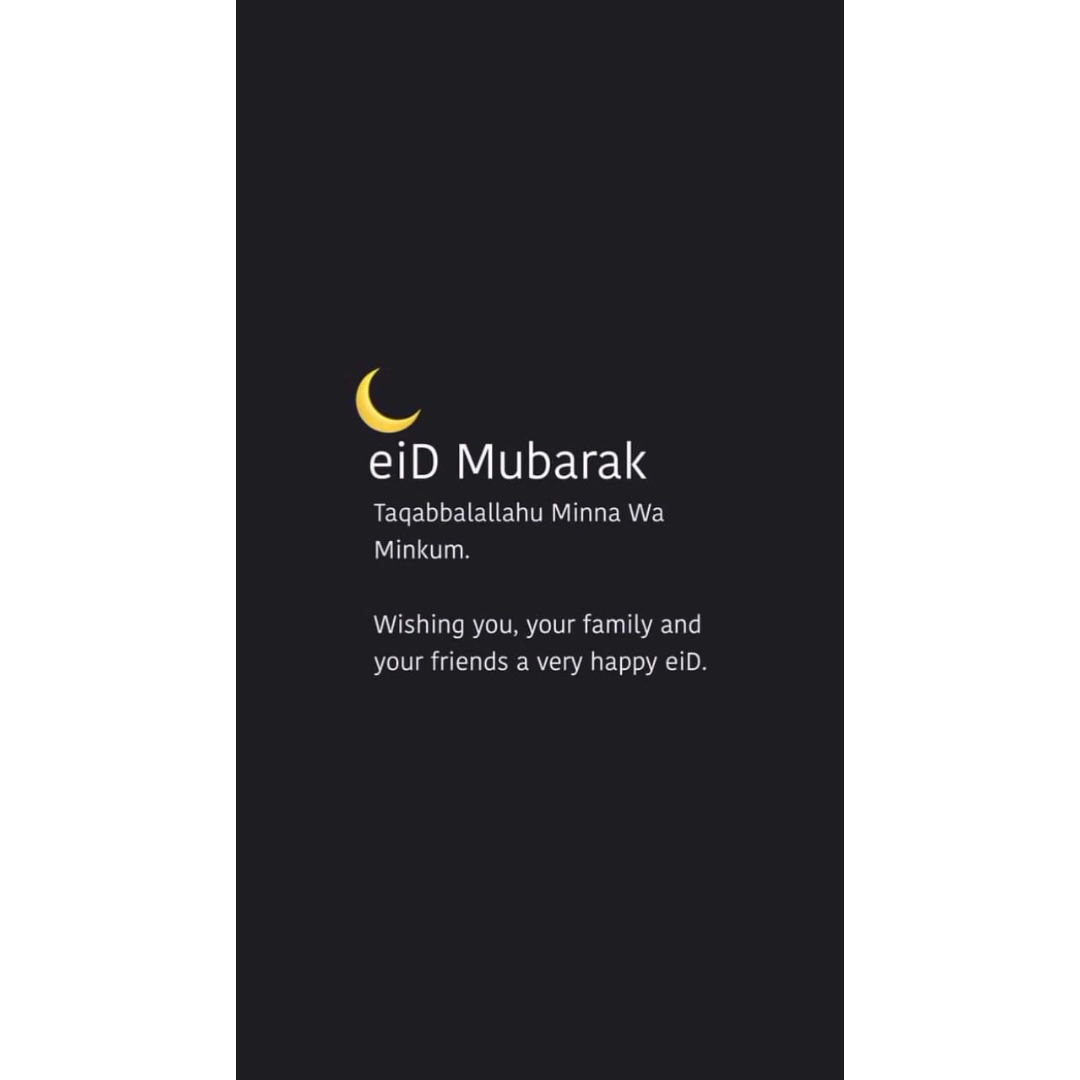 eiD Mubarak
Taqabbalallahu Minna Wa
Minkum.
Wishing you, your family and
your friends a very happy eiD.